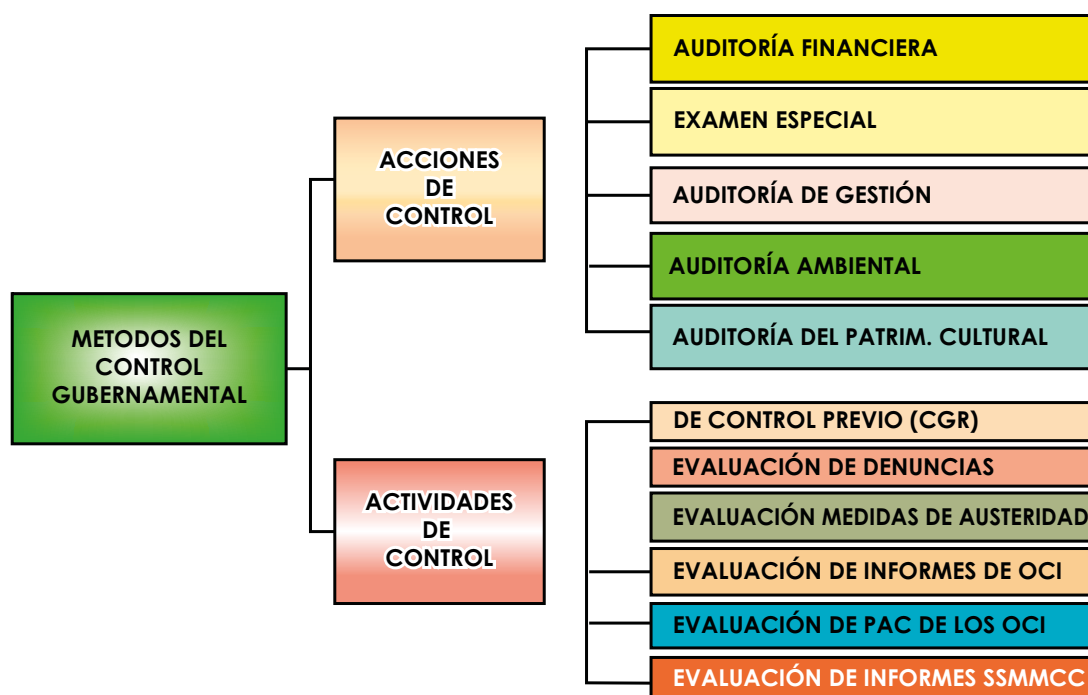 METODOS DEL
CONTROL
GUBERNAMENTAL
ACCIONES
DE
CONTROL
AUDITORÍA FINANCIERA
EXAMEN ESPECIAL
AUDITORÍA DE GESTIÓN
AUDITORÍA AMBIENTAL
AUDITORÍA DEL PATRIM. CULTURAL
ACTIVIDADES
DE
CONTROL
DE CONTROL PREVIO (CGR)
EVALUACIÓN DE DENUNCIAS
EVALUACIÓN MEDIDAS DE AUSTERIDAD
EVALUACIÓN DE INFORMES DE OCI
EVALUACIÓN DE PAC DE LOS OCI
EVALUACIÓN DE INFORMES SSMMCC